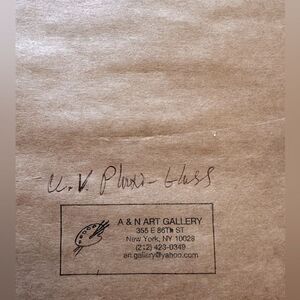 U.V. Plexi-Glass
A & N ART GALLERY
355 E 86Th ST
New York, NY 10028
(212) 423-0349
an.gallery@yahoo.com